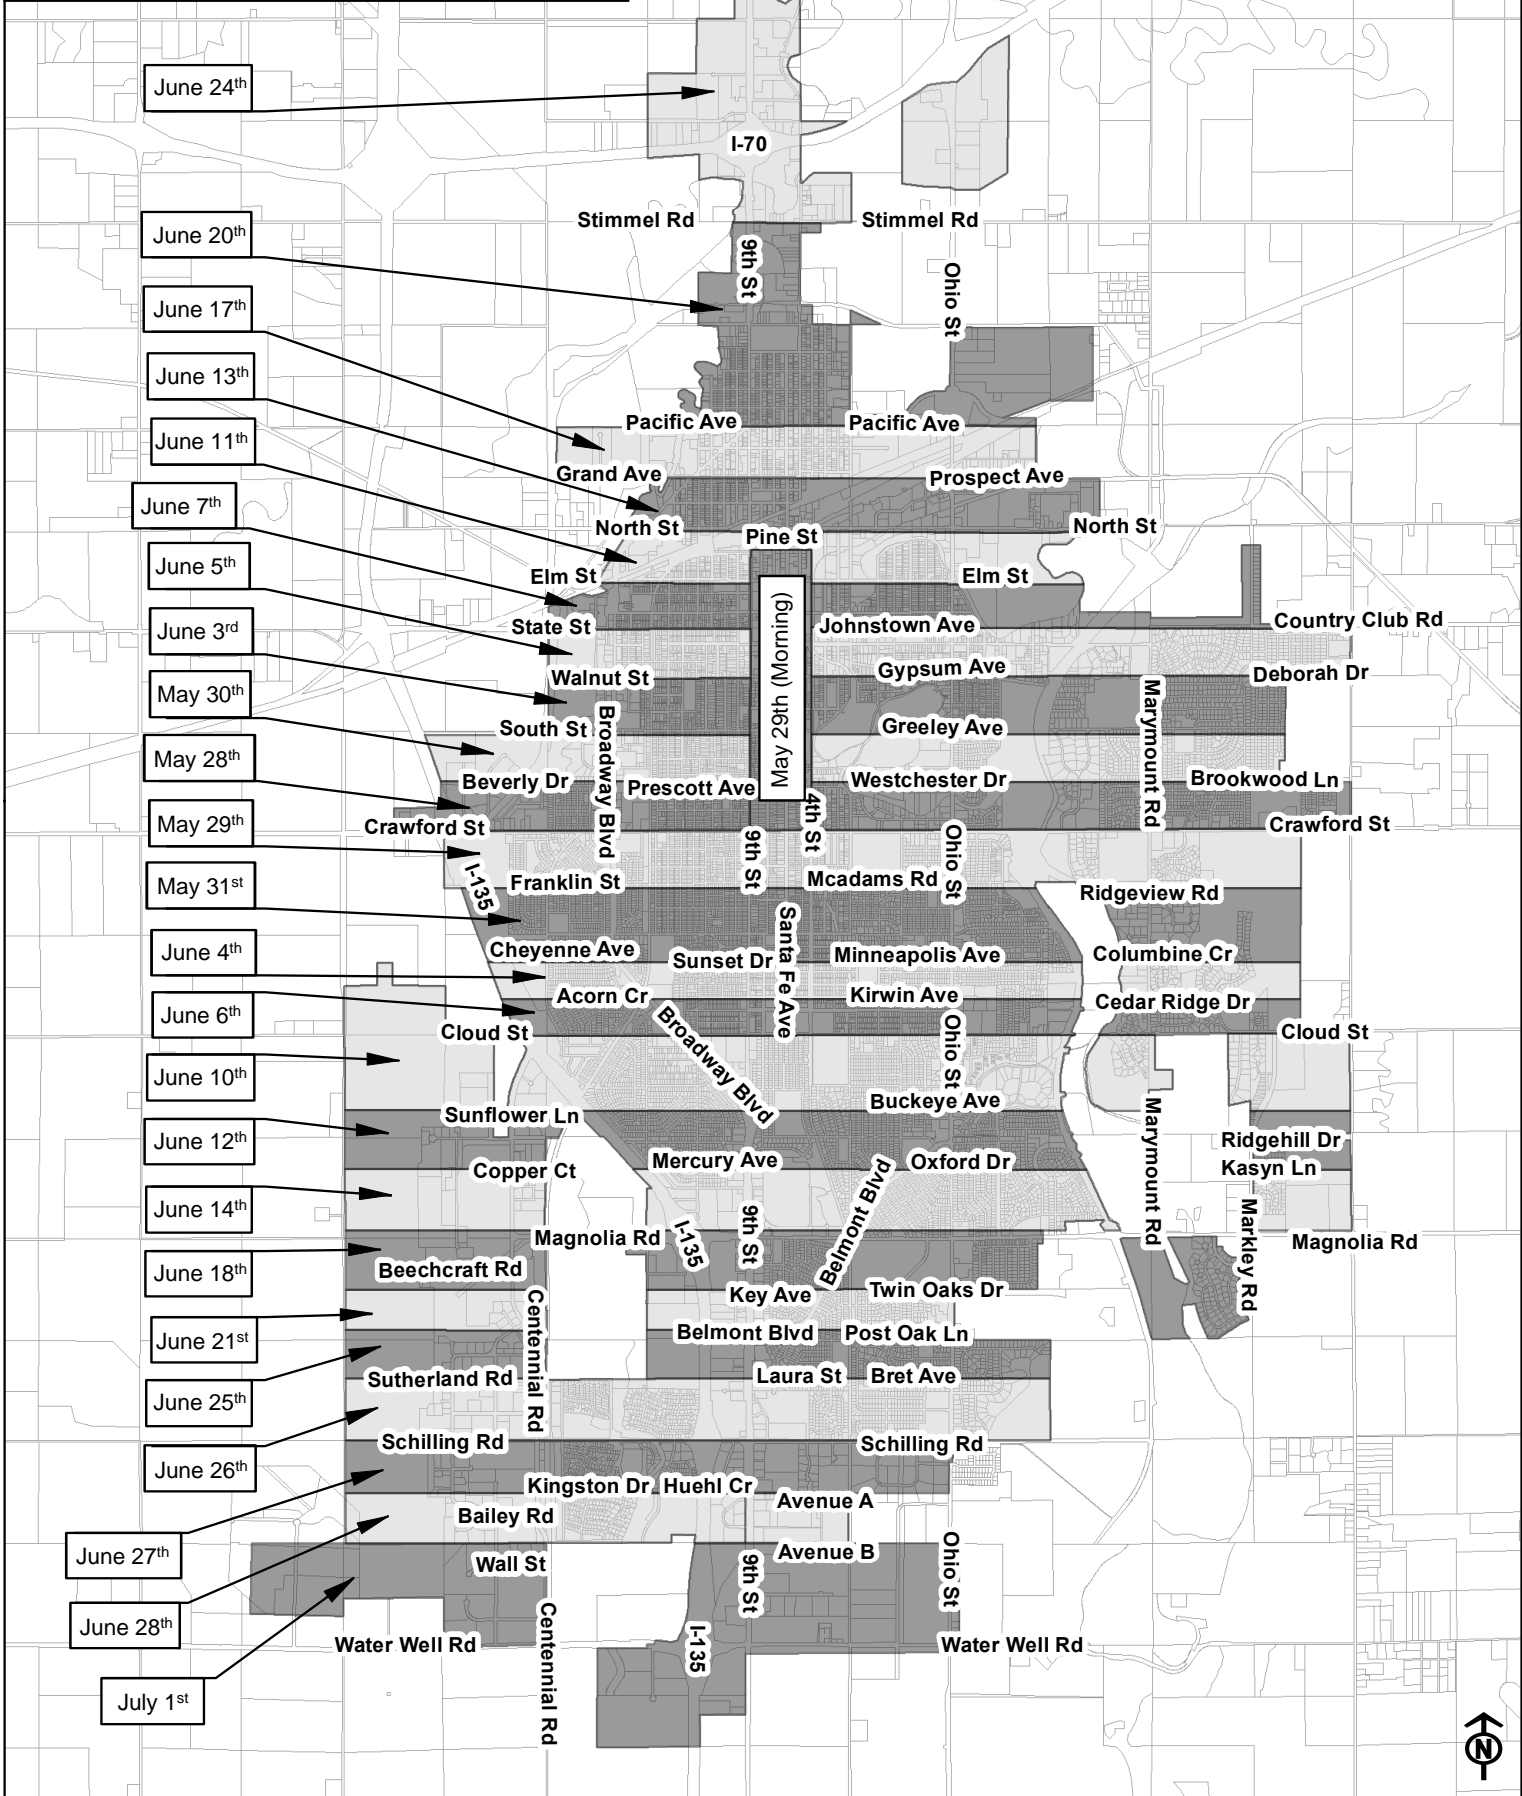 June 24th
I-70
Stimmel Rd
Stimmel Rd
June 20th
9th St
Ohio St
June 17th
June 13th
Pacific Ave
Pacific Ave
June 11th
Grand Ave
Prospect Ave
June 7th
North St
Pine St
North St
June 5th
Elm St
Elm St
June 3rd
State St
Johnstown Ave
Country Club Rd
May 29th (Morning)
Walnut St
Gypsum Ave
Deborah Dr
May 30th
South St
Broadway Blvd
Greeley Ave
Marymount Rd
May 28th
Beverly Dr
Prescott Ave
Westchester Dr
Brookwood Ln
May 29th
Crawford St
4th St
Crawford St
9th St
Ohio St
May 31st
I-135
Franklin St
Mcadams Rd
Ridgeview Rd
June 4th
Cheyenne Ave
Sunset Dr
Santa Fe Ave
Minneapolis Ave
Columbine Cr
June 6th
Acorn Cr
Kirwin Ave
Cedar Ridge Dr
Cloud St
Broadway Blvd
Ohio St
Cloud St
June 10th
Buckeye Ave
Sunflower Ln
June 12th
Marymount Rd
Ridgehill Dr
Mercury Ave
Oxford Dr
Kasyn Ln
Copper Ct
June 14th
I-135
9th St
Belmont Blvd
Markley Rd
Magnolia Rd
Magnolia Rd
June 18th
Beechcraft Rd
Key Ave
Twin Oaks Dr
June 21st
Centennial Rd
Belmont Blvd
Post Oak Ln
June 25th
Sutherland Rd
Laura St
Bret Ave
June 26th
Schilling Rd
Schilling Rd
Kingston Dr
Huehl Cr
Avenue A
Bailey Rd
June 27th
Wall St
Avenue B
9th St
Ohio St
June 28th
Centennial Rd
I-135
Water Well Rd
Water Well Rd
July 1st
N